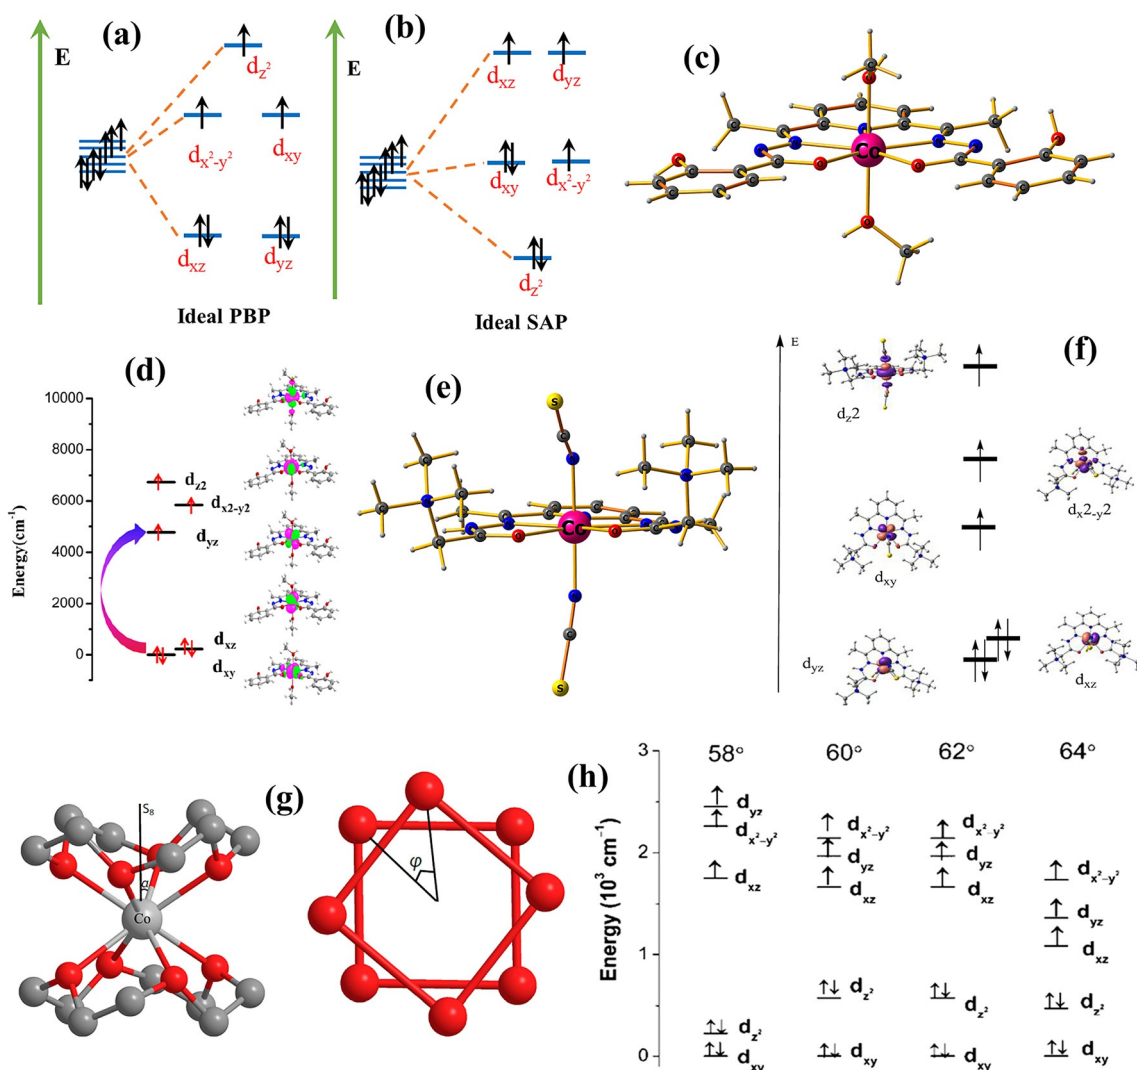 (a)
E
d_z²
d_x²-y²
d_xy
d_xz
d_yz
Ideal PBP
(b)
E
d_xz
d_yz
d_xy
d_x²-y²
d_z²
Ideal SAP
(c)
Co
(d)
Energy (cm⁻¹)
10000
8000
6000
4000
2000
0
d_z2
d_x2-y2
d_yz
d_xz
d_xy
(e)
S
C
N
Co
O
O
N
C
S
(f)
E
d_z2
d_x2-y2
d_xy
d_yz
d_xz
(g)
S₈
α
Co
φ
(h)
Energy (10³ cm⁻¹)
3
2
1
0
58°
60°
62°
64°
d_yz
d_x²-y²
d_xz
d_z²
d_xy
d_x²-y²
d_yz
d_xz
d_z²
d_xy
d_x²-y²
d_yz
d_xz
d_z²
d_xy
d_x²-y²
d_yz
d_xz
d_z²
d_xy